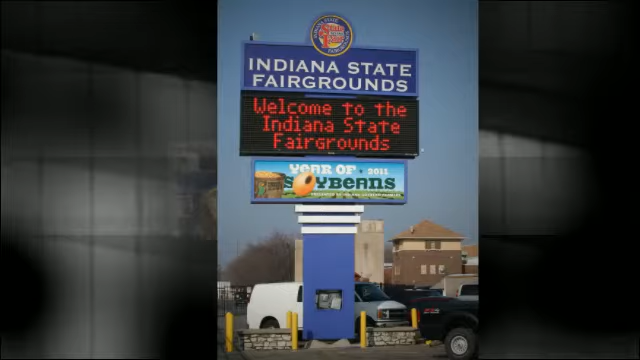 INDIANA STATE
FAIRGROUNDS
Welcome to the
Indiana State
Fairgrounds
YEAR OF 2011
SOYBEANS